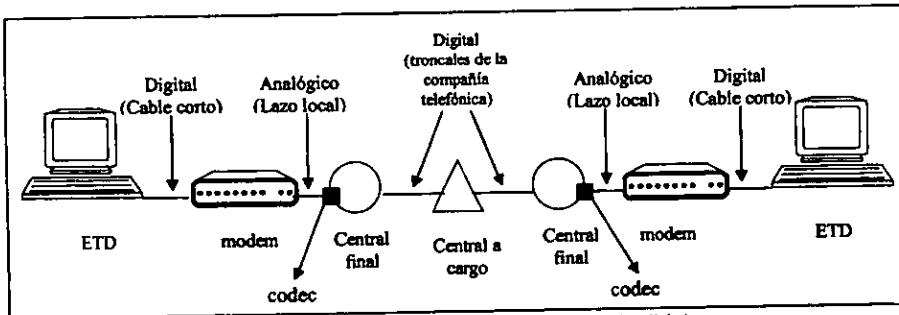 Digital
(troncales de la
compañía
telefónica)
Digital
(Cable corto)
Analógico
(Lazo local)
Analógico
(Lazo local)
Digital
(Cable corto)
ETD
modem
Central
final
Central a
cargo
Central
final
modem
ETD
codec
codec